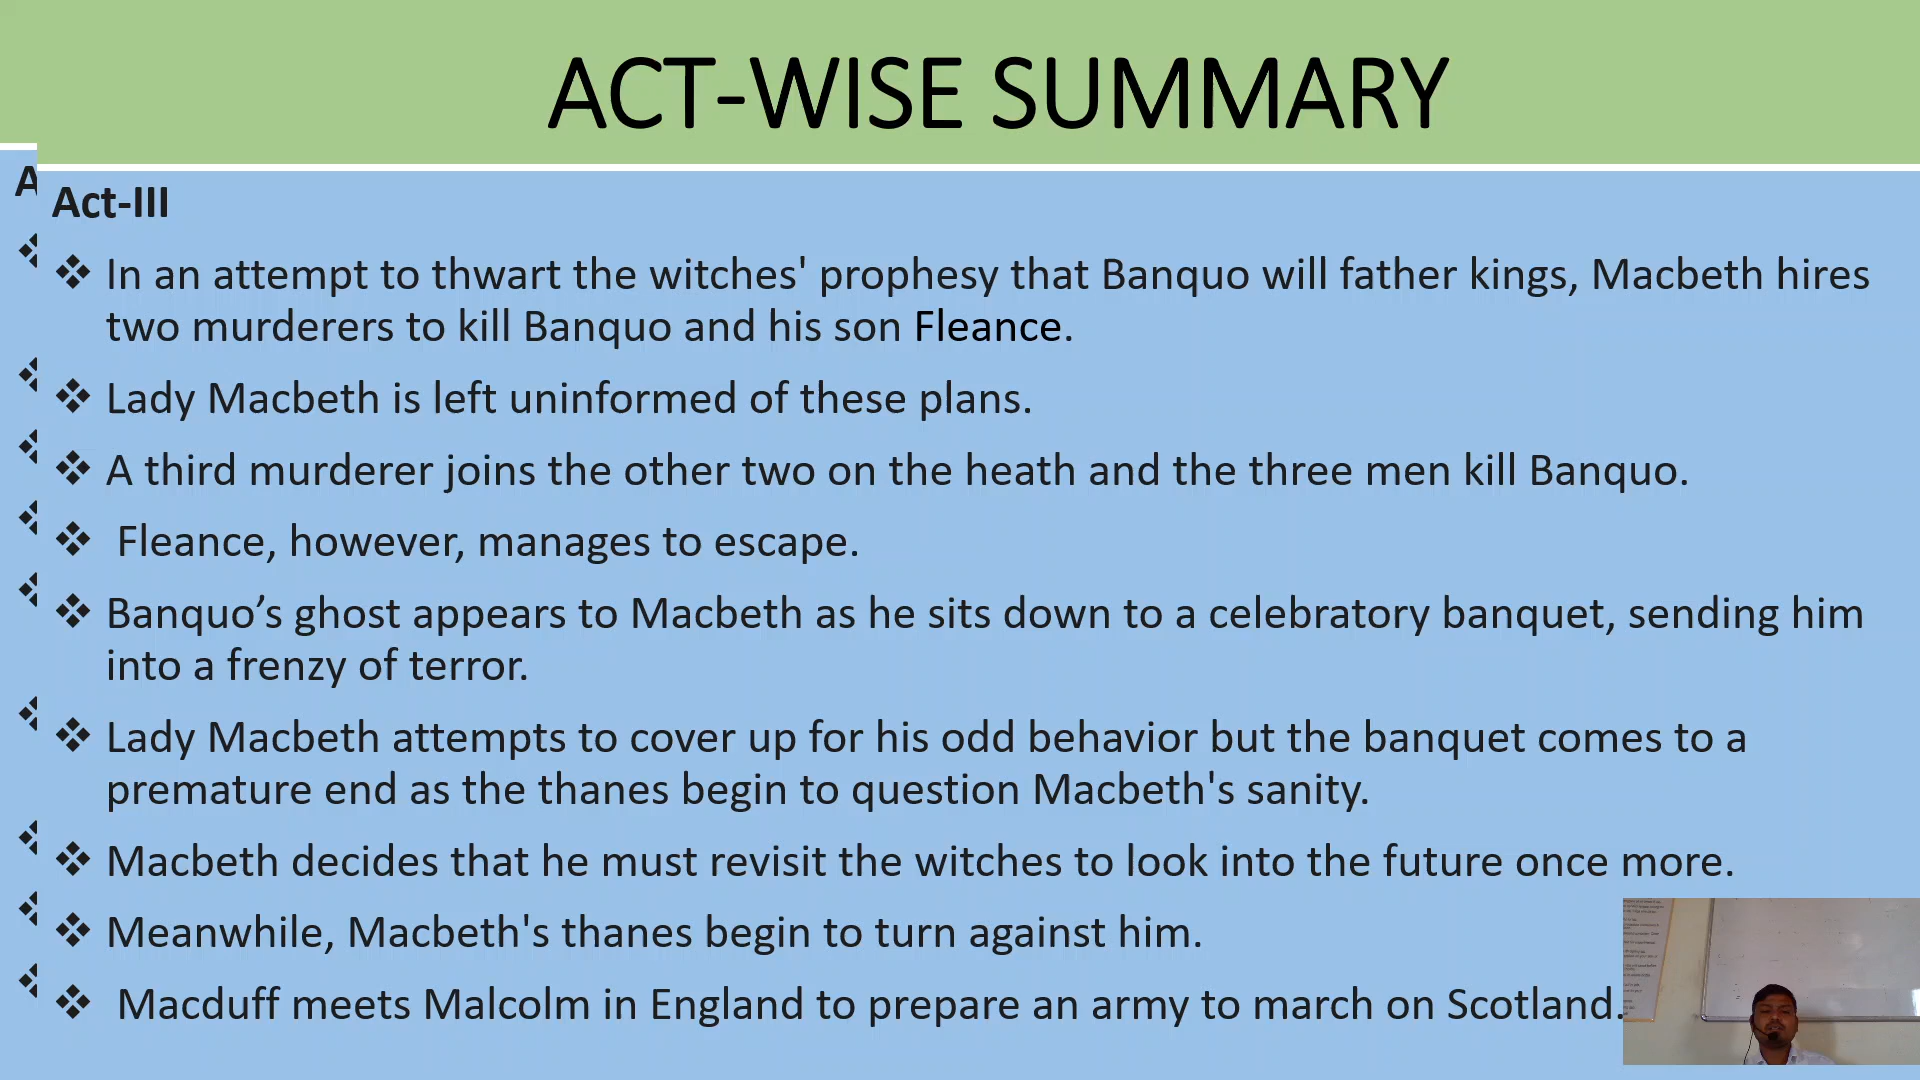 ACT-WISE SUMMARY
A
Act-III
❖ In an attempt to thwart the witches' prophesy that Banquo will father kings, Macbeth hires
two murderers to kill Banquo and his son Fleance.
❖ Lady Macbeth is left uninformed of these plans.
❖ A third murderer joins the other two on the heath and the three men kill Banquo.
❖ Fleance, however, manages to escape.
❖ Banquo’s ghost appears to Macbeth as he sits down to a celebratory banquet, sending him
into a frenzy of terror.
❖ Lady Macbeth attempts to cover up for his odd behavior but the banquet comes to a
premature end as the thanes begin to question Macbeth's sanity.
❖ Macbeth decides that he must revisit the witches to look into the future once more.
❖ Meanwhile, Macbeth's thanes begin to turn against him.
❖ Macduff meets Malcolm in England to prepare an army to march on Scotland.